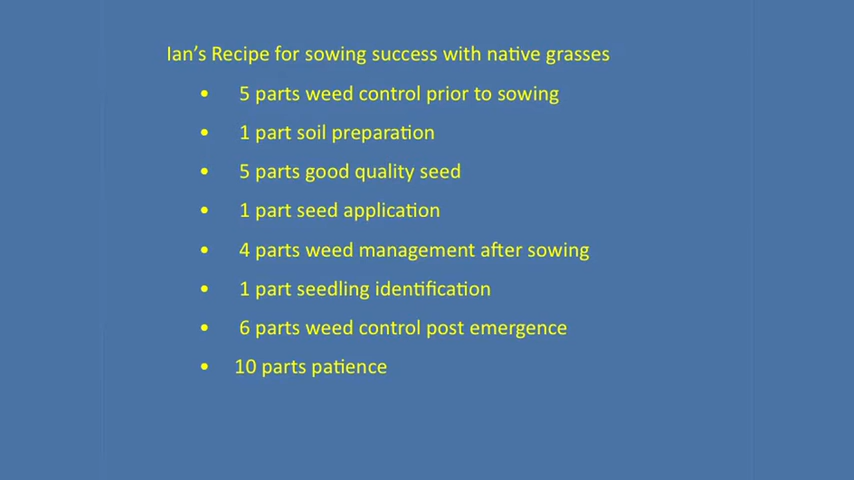 Ian's Recipe for sowing success with native grasses
• 5 parts weed control prior to sowing
• 1 part soil preparation
• 5 parts good quality seed
• 1 part seed application
• 4 parts weed management after sowing
• 1 part seedling identification
• 6 parts weed control post emergence
• 10 parts patience